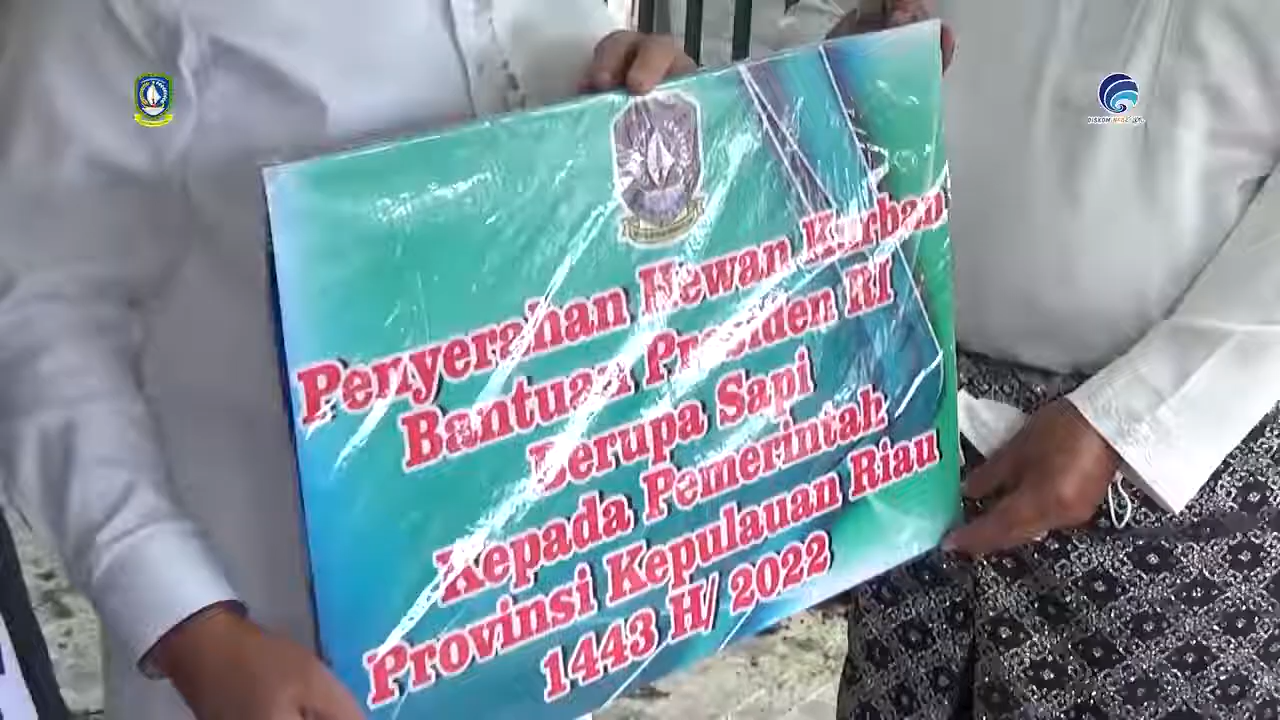 Penyerahan Hewan Kurban
Bantuan Presiden RI
Berupa Sapi
Kepada Pemerintah
Provinsi Kepulauan Riau
1443 H/ 2022